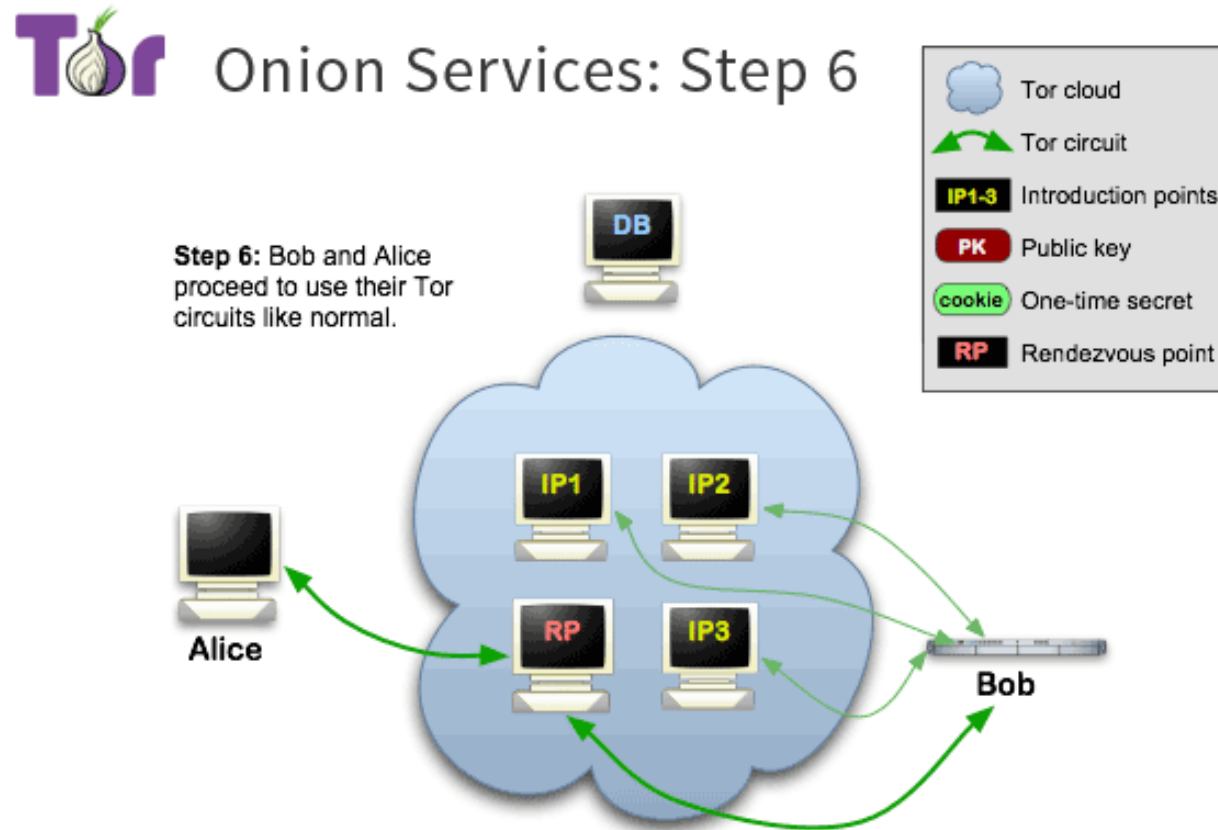 Tor
Onion Services: Step 6
Tor cloud
Tor circuit
IP1-3 Introduction points
PK Public key
cookie One-time secret
RP Rendezvous point
DB
Step 6: Bob and Alice
proceed to use their Tor
circuits like normal.
IP1
IP2
RP
IP3
Alice
Bob